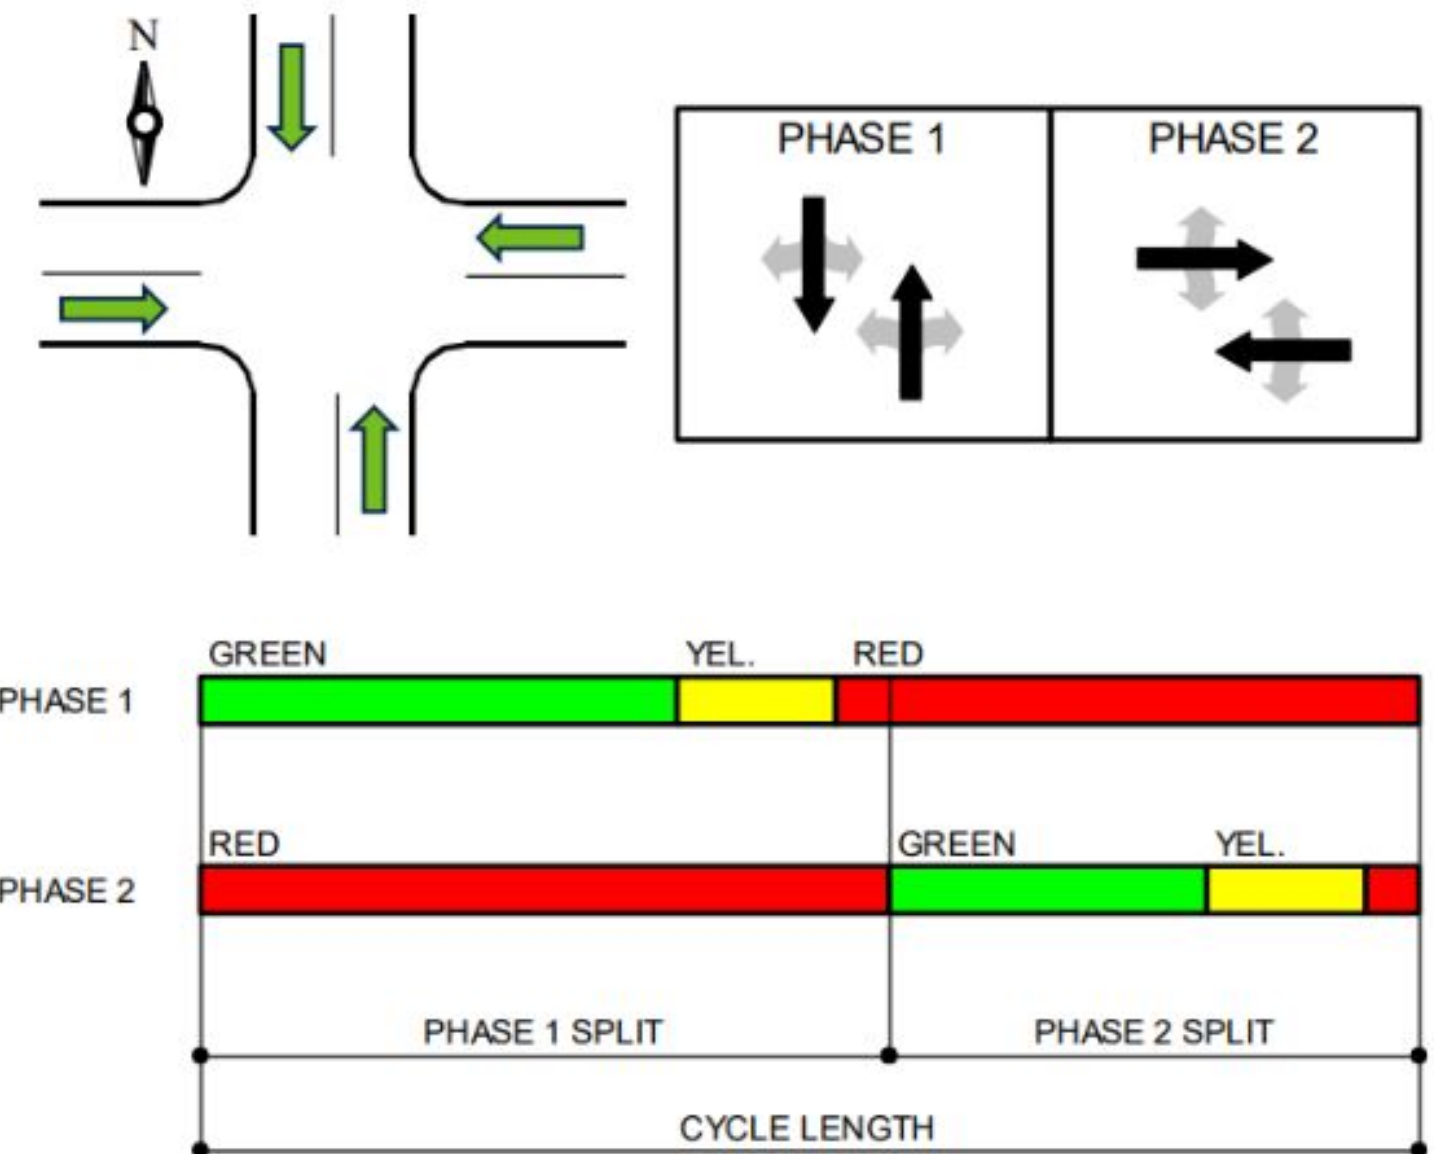 N
PHASE 1 PHASE 2
GREEN YEL. RED
PHASE 1
RED GREEN YEL.
PHASE 2
PHASE 1 SPLIT PHASE 2 SPLIT
CYCLE LENGTH